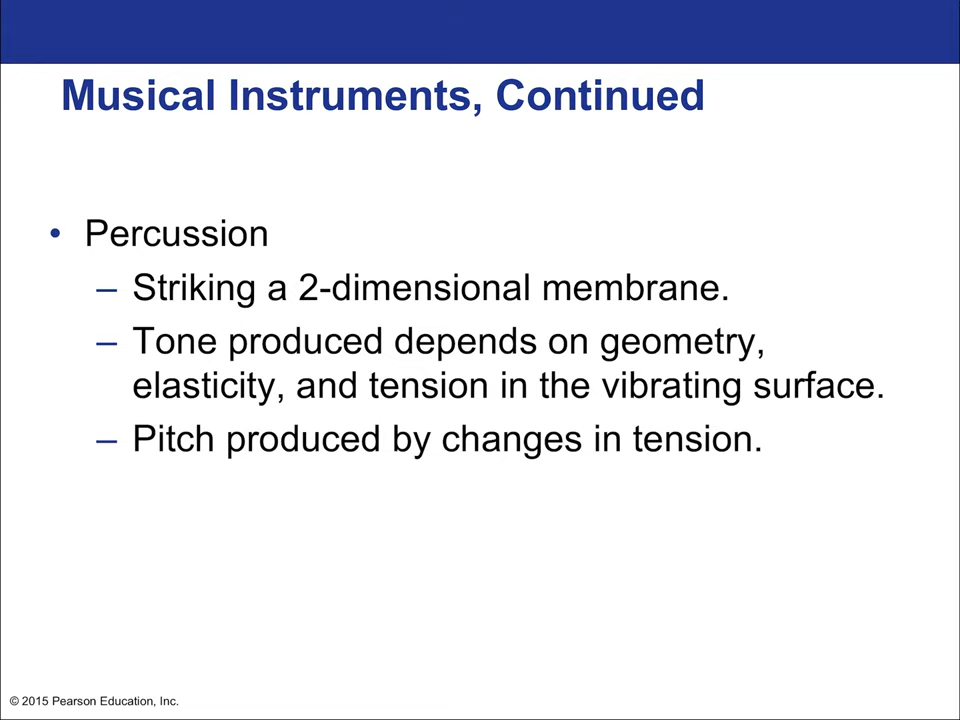 Musical Instruments, Continued
• Percussion
– Striking a 2-dimensional membrane.
– Tone produced depends on geometry,
elasticity, and tension in the vibrating surface.
– Pitch produced by changes in tension.
© 2015 Pearson Education, Inc.